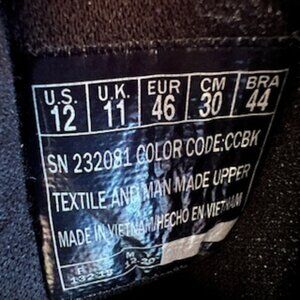 U.S. U.K. EUR CM BRA
12 11 46 30 44
SN 232081 COLOR CODE:CCBK
TEXTILE AND MAN MADE UPPER
MADE IN VIETNAM/HECHO EN VIETNAM